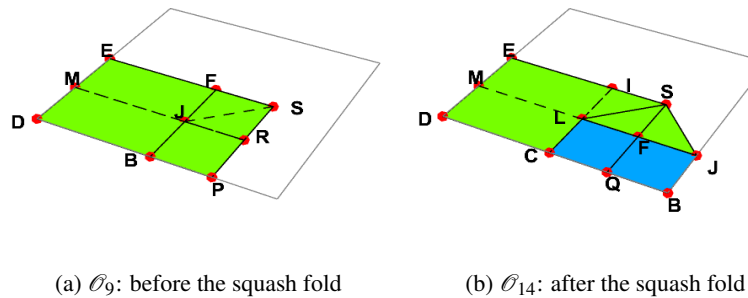 E
M
D
F
J
S
R
B
P
E
M
D
I
S
L
F
C
J
Q
B
(a) 𝒪9: before the squash fold
(b) 𝒪14: after the squash fold